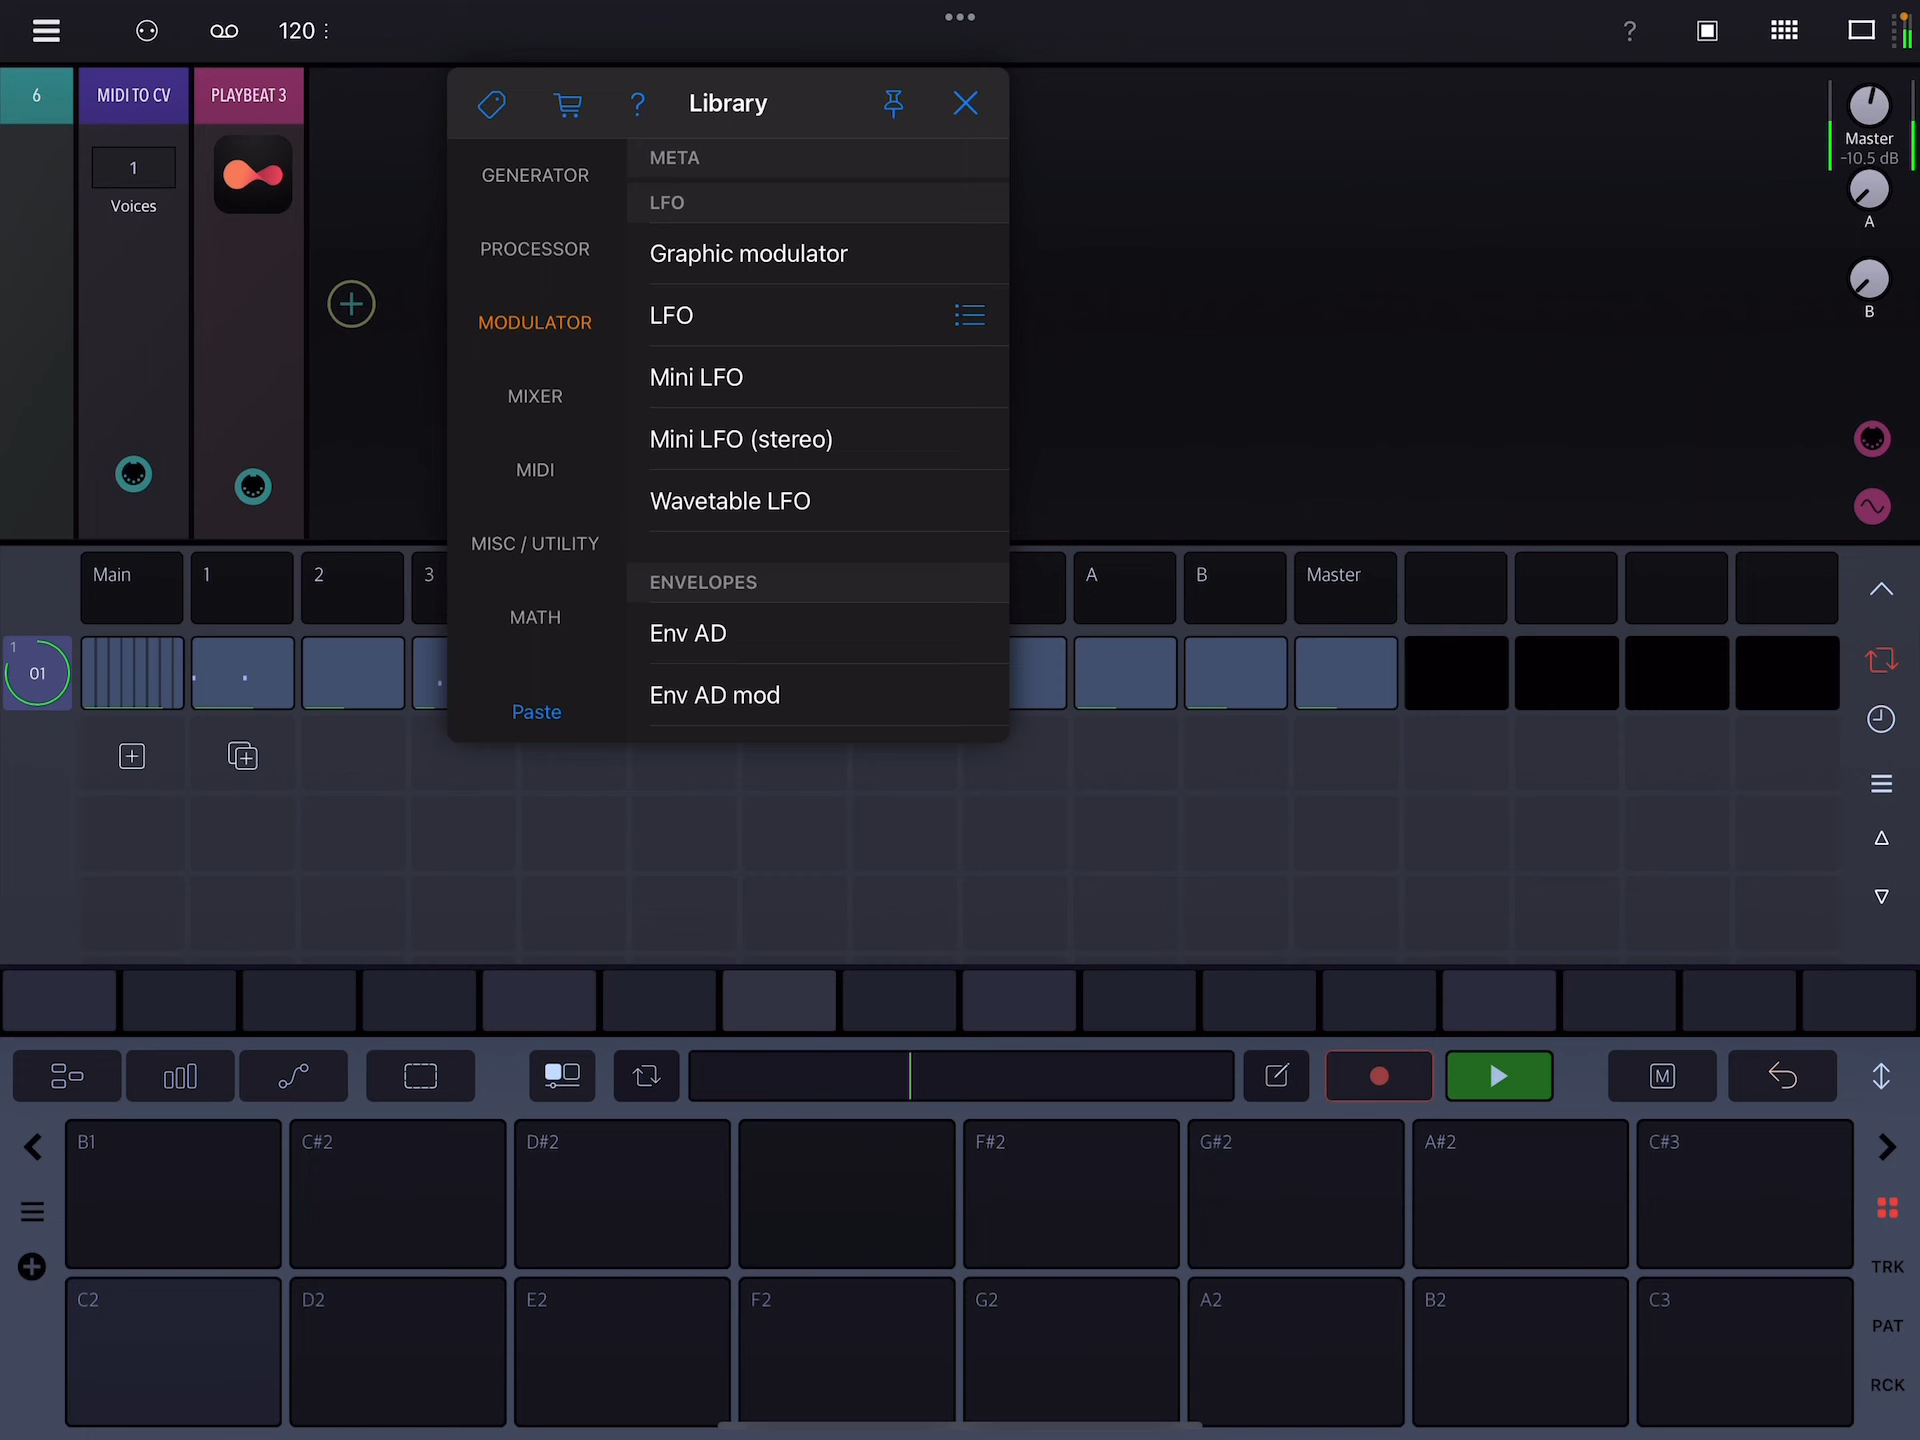 120
?
6
MIDI TO CV
PLAYBEAT 3
1
Voices
? Library
GENERATOR
PROCESSOR
MODULATOR
MIXER
MIDI
MISC / UTILITY
MATH
Paste
META
LFO
Graphic modulator
LFO
Mini LFO
Mini LFO (stereo)
Wavetable LFO
ENVELOPES
Env AD
Env AD mod
Master
-10.5 dB
A
B
Main
1
2
3
A
B
Master
1
01
M
B1
C#2
D#2
F#2
G#2
A#2
C#3
C2
D2
E2
F2
G2
A2
B2
C3
TRK
PAT
RCK